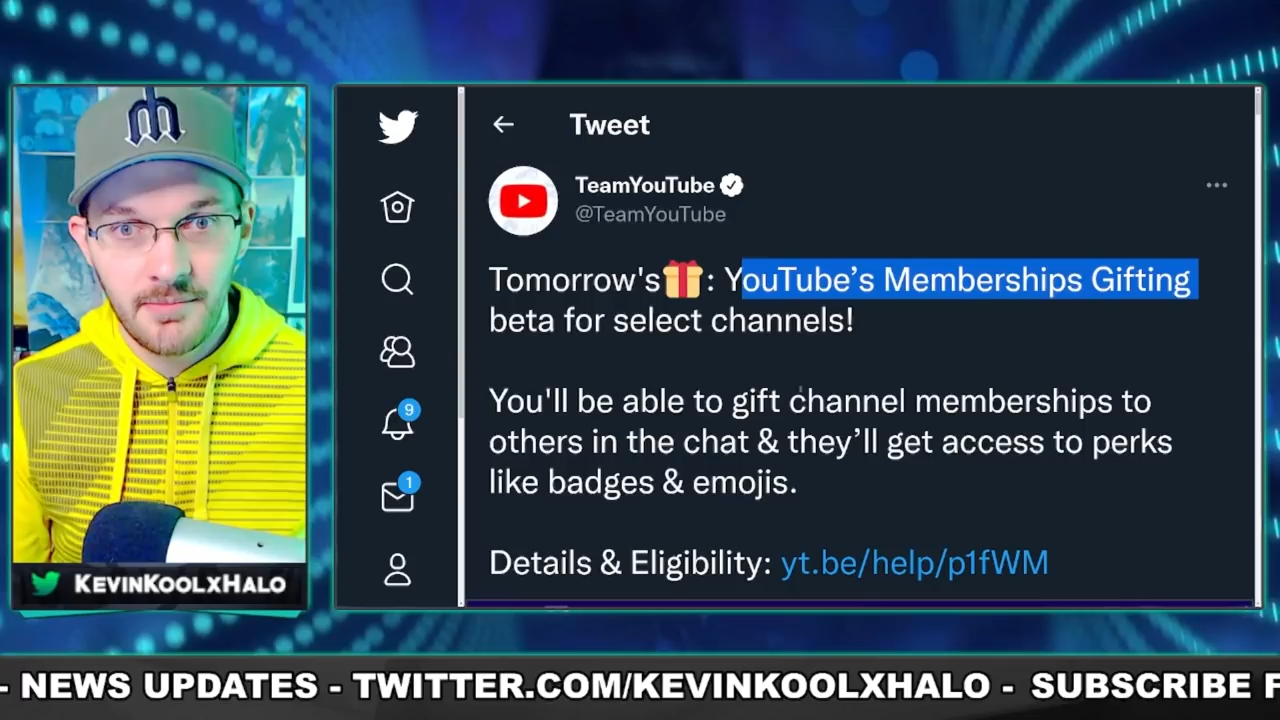 Tweet
TeamYouTube
@TeamYouTube
Tomorrow's🎁: YouTube’s Memberships Gifting
beta for select channels!
You'll be able to gift channel memberships to
others in the chat & they’ll get access to perks
like badges & emojis.
Details & Eligibility: yt.be/help/p1fWM
9
1
KEVINKOOLXHALO
- NEWS UPDATES - TWITTER.COM/KEVINKOOLXHALO - SUBSCRIBE F